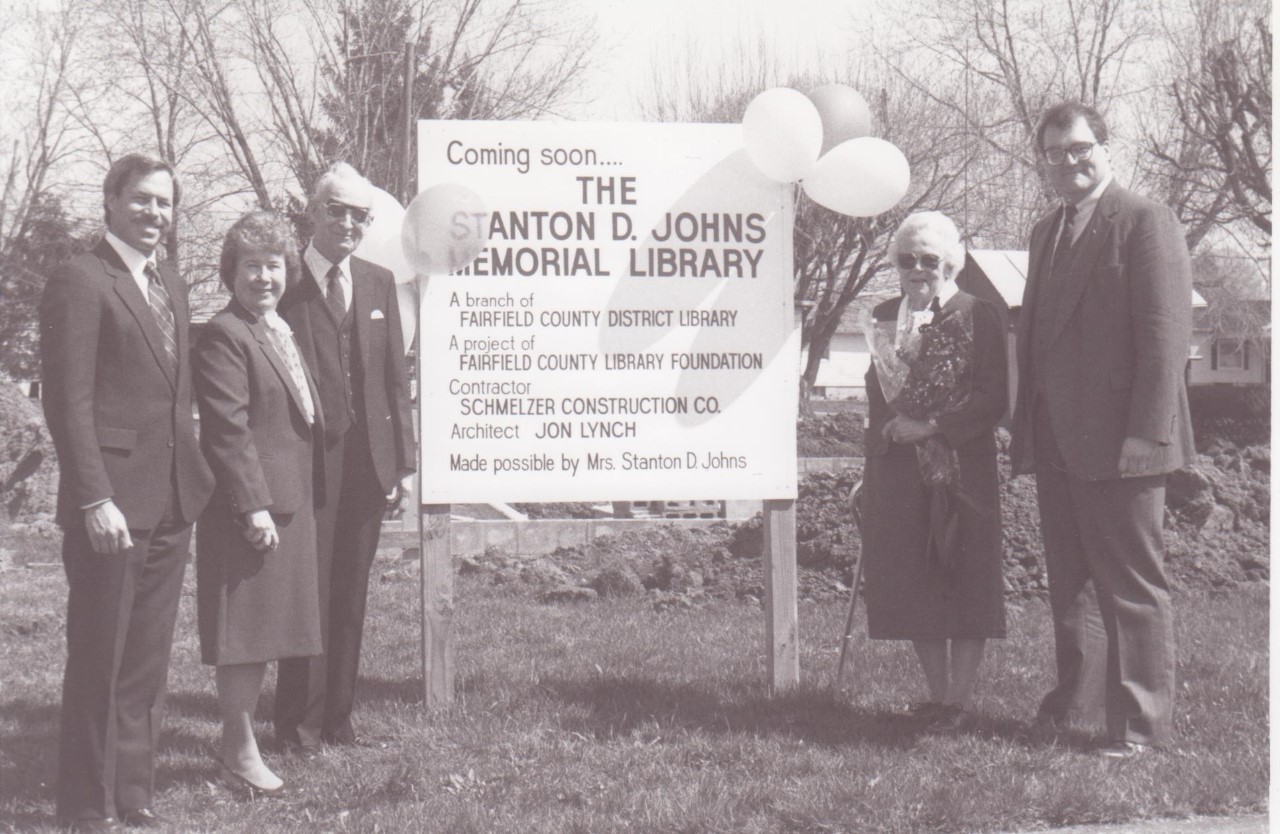 Coming soon....
THE
STANTON D. JOHNS
MEMORIAL LIBRARY
A branch of
FAIRFIELD COUNTY DISTRICT LIBRARY
A project of
FAIRFIELD COUNTY LIBRARY FOUNDATION
Contractor
SCHMELZER CONSTRUCTION CO.
Architect JON LYNCH
Made possible by Mrs. Stanton D. Johns